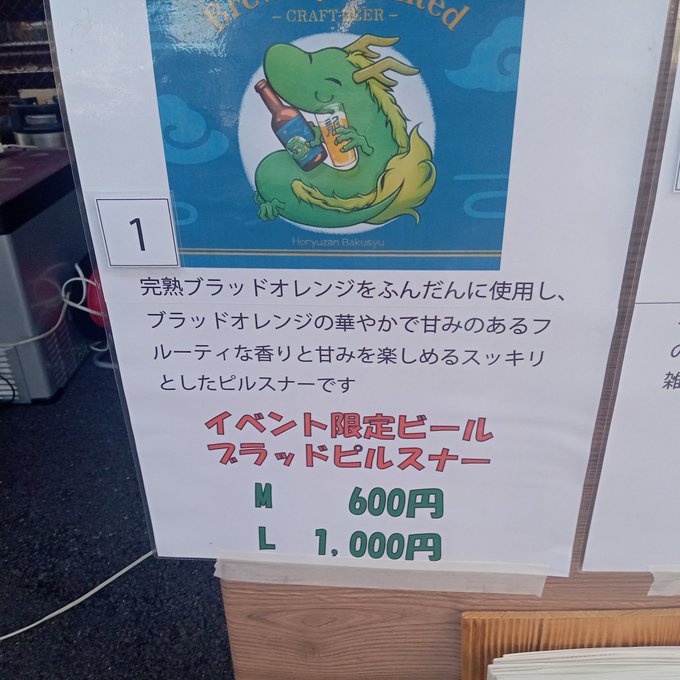 - CRAFT BEER -
Horyuzan Bakusyu
1
完熟ブラッドオレンジをふんだんに使用し、
ブラッドオレンジの華やかで甘みのあるフ
ルーティな香りと甘みを楽しめるスッキリ
としたピルスナーです
イベント限定ビール
ブラッドピルスナー
M 600円
L 1,000円
の
雑